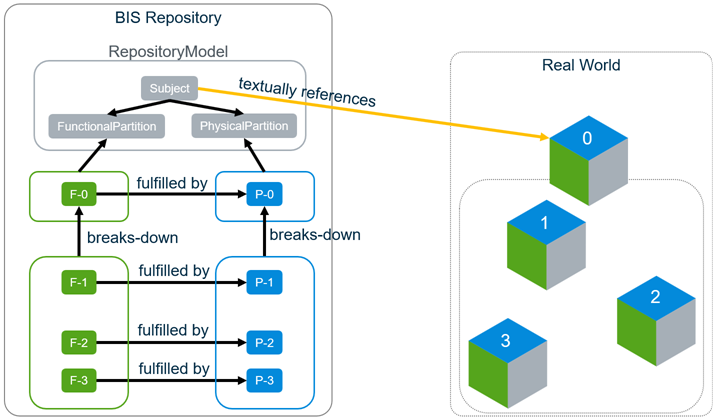 BIS Repository
RepositoryModel
Subject
textually references
FunctionalPartition
PhysicalPartition
F-0
fulfilled by
P-0
breaks-down
breaks-down
F-1
fulfilled by
P-1
F-2
fulfilled by
P-2
F-3
fulfilled by
P-3
Real World
0
1
2
3